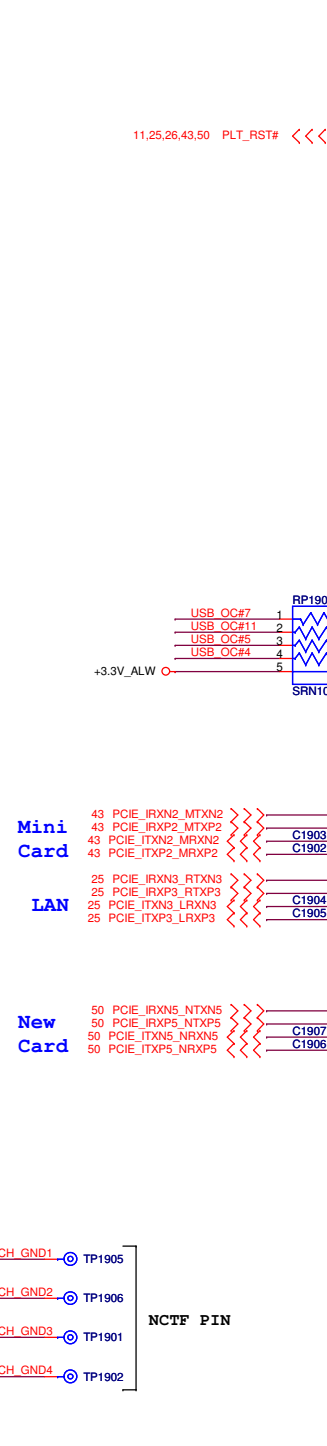 11,25,26,43,50 PLT_RST#
RP190
USB_OC#7 1
USB_OC#11 2
USB_OC#5 3
USB_OC#4 4
+3.3V_ALW 5
SRN10
Mini
Card
43 PCIE_IRXN2_MTXN2
43 PCIE_IRXP2_MTXP2
43 PCIE_ITXN2_MRXN2 C1903
43 PCIE_ITXP2_MRXP2 C1902
LAN
25 PCIE_IRXN3_RTXN3
25 PCIE_IRXP3_RTXP3
25 PCIE_ITXN3_LRXN3 C1904
25 PCIE_ITXP3_LRXP3 C1905
New
Card
50 PCIE_IRXN5_NTXN5
50 PCIE_IRXP5_NTXP5
50 PCIE_ITXN5_NRXN5 C1907
50 PCIE_ITXP5_NRXP5 C1906
CH_GND1 TP1905
CH_GND2 TP1906
NCTF PIN
CH_GND3 TP1901
CH_GND4 TP1902